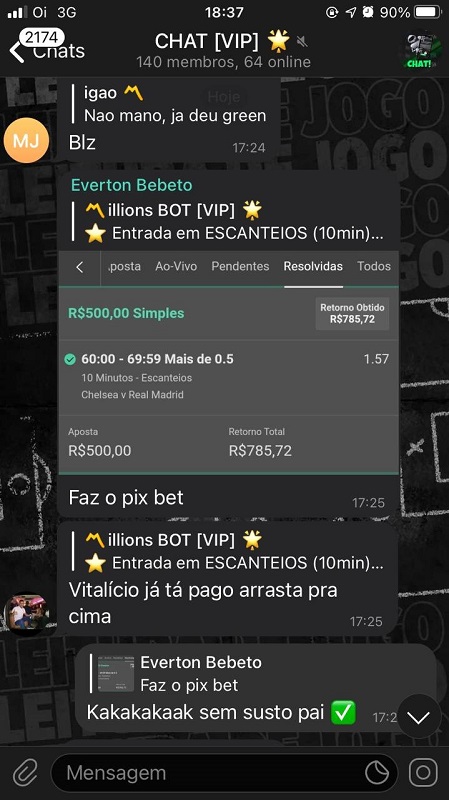 Oi 3G 18:37 90%
2174
Chats
CHAT [VIP] 🌟
140 membros, 64 online
CHAT!
Hoje
igao 〽️
Nao mano, ja deu green
MJ
Blz 17:24
Everton Bebeto
〽️illions BOT [VIP] 🌟
⭐ Entrada em ESCANTEIOS (10min)...
.posta Ao-Vivo Pendentes Resolvidas Todos
R$500,00 Simples
Retorno Obtido
R$785,72
60:00 - 69:59 Mais de 0.5 1.57
10 Minutos - Escanteios
Chelsea v Real Madrid
Aposta Retorno Total
R$500,00 R$785,72
Faz o pix bet 17:25
〽️illions BOT [VIP] 🌟
⭐ Entrada em ESCANTEIOS (10min)...
Vitalício já tá pago arrasta pra
cima 17:25
Everton Bebeto
Faz o pix bet
Kakakakaak sem susto pai ✅ 17:2
Mensagem